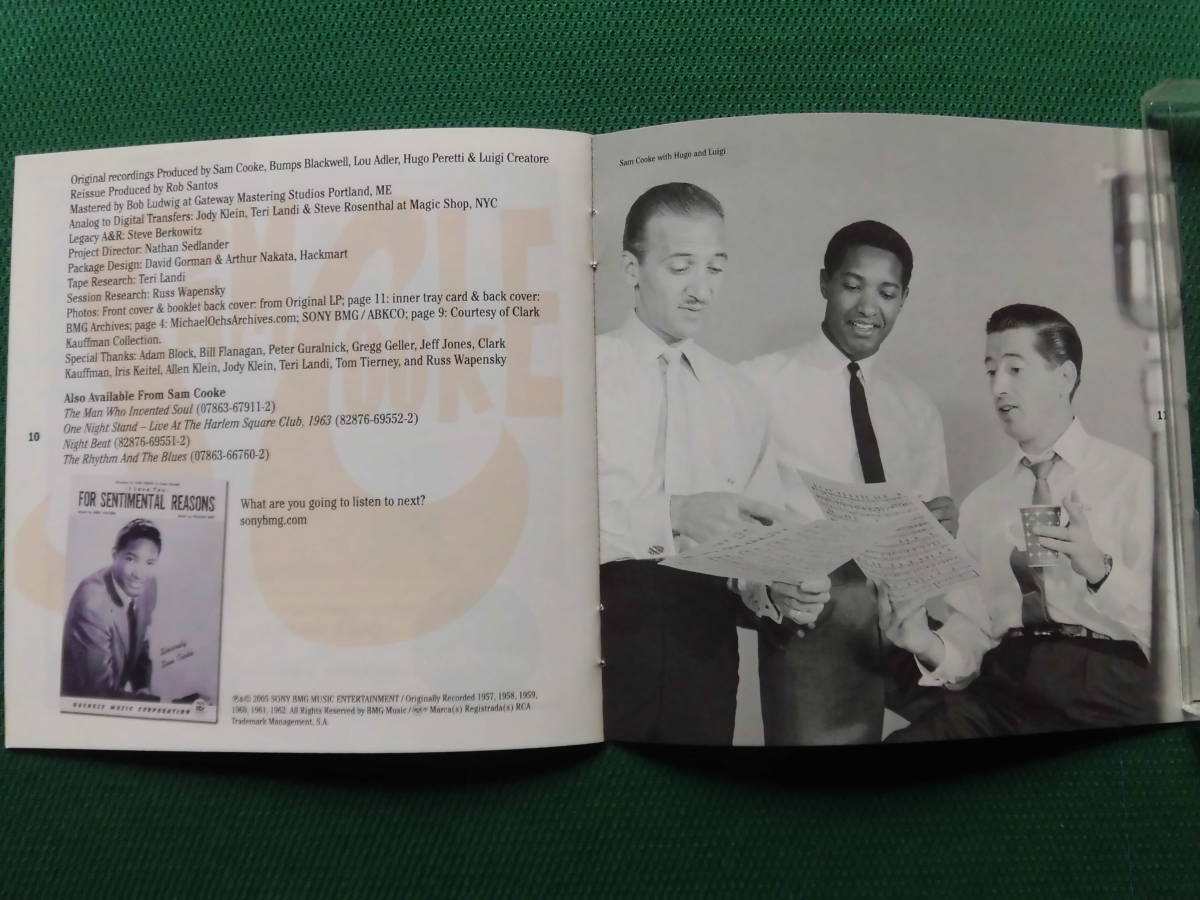 Original recordings Produced by Sam Cooke, Bumps Blackwell, Lou Adler, Hugo Peretti & Luigi Creatore
Reissue Produced by Rob Santos
Mastered by Bob Ludwig at Gateway Mastering Studios Portland, ME
Analog to Digital Transfers: Jody Klein, Teri Landi & Steve Rosenthal at Magic Shop, NYC
Legacy A&R: Steve Berkowitz
Project Director: Nathan Sedlander
Package Design: David Gorman & Arthur Nakata, Hackmart
Tape Research: Teri Landi
Session Research: Russ Wapensky
Photos: Front cover & booklet back cover: from Original LP; page 11: inner tray card & back cover:
BMG Archives; page 4: MichaelOchsArchives.com; SONY BMG / ABKCO; page 9: Courtesy of Clark
Kauffman Collection.
Special Thanks: Adam Block, Bill Flanagan, Peter Guralnick, Gregg Geller, Jeff Jones, Clark
Kauffman, Iris Keitel, Allen Klein, Jody Klein, Teri Landi, Tom Tierney, and Russ Wapensky
Also Available From Sam Cooke
The Man Who Invented Soul (07863-67911-2)
One Night Stand – Live At The Harlem Square Club, 1963 (82876-69552-2)
10
Night Beat (82876-69551-2)
The Rhythm And The Blues (07863-66760-2)
I Love You
FOR SENTIMENTAL REASONS
Sincerely
Sam Cooke
MUSIC CORPORATION
What are you going to listen to next?
sonybmg.com
℗&© 2005 SONY BMG MUSIC ENTERTAINMENT / Originally Recorded 1957, 1958, 1959,
1960, 1961, 1962. All Rights Reserved by BMG Music / Marca(s) Registrada(s) RCA
Trademark Management, S.A.
Sam Cooke with Hugo and Luigi
11